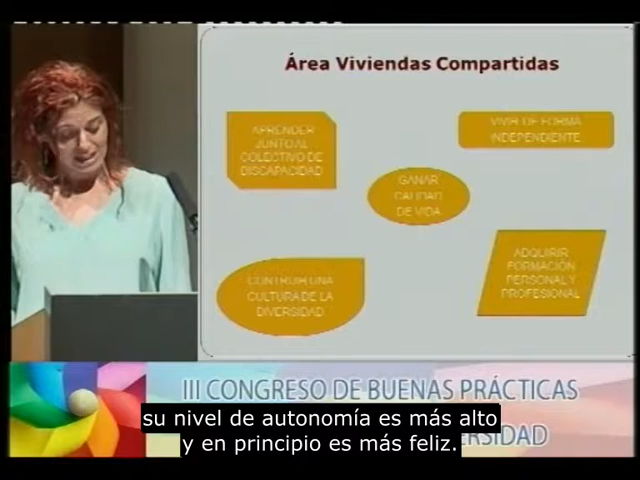 Área Viviendas Compartidas
APRENDER
JUNTO AL
COLECTIVO DE
DISCAPACIDAD
VIVIR DE FORMA
INDEPENDIENTE
GANAR
CALIDAD
DE VIDA
CONTRUIR UNA
CULTURA DE LA
DIVERSIDAD
ADQUIRIR
FORMACIÓN
PERSONAL Y
PROFESIONAL
III CONGRESO DE BUENAS PRÁCTICAS
su nivel de autonomía es más alto
y en principio es más feliz.